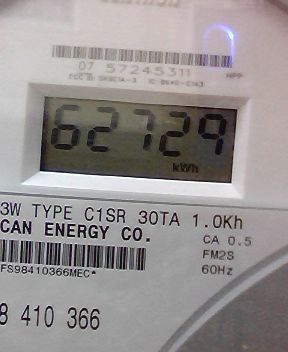 07 57245311
HPP
62729
kWh
3W TYPE C1SR 30TA 1.0Kh
CAN ENERGY CO.
CA 0.5
FM2S
60Hz
FS98410366MEC*
8 410 366